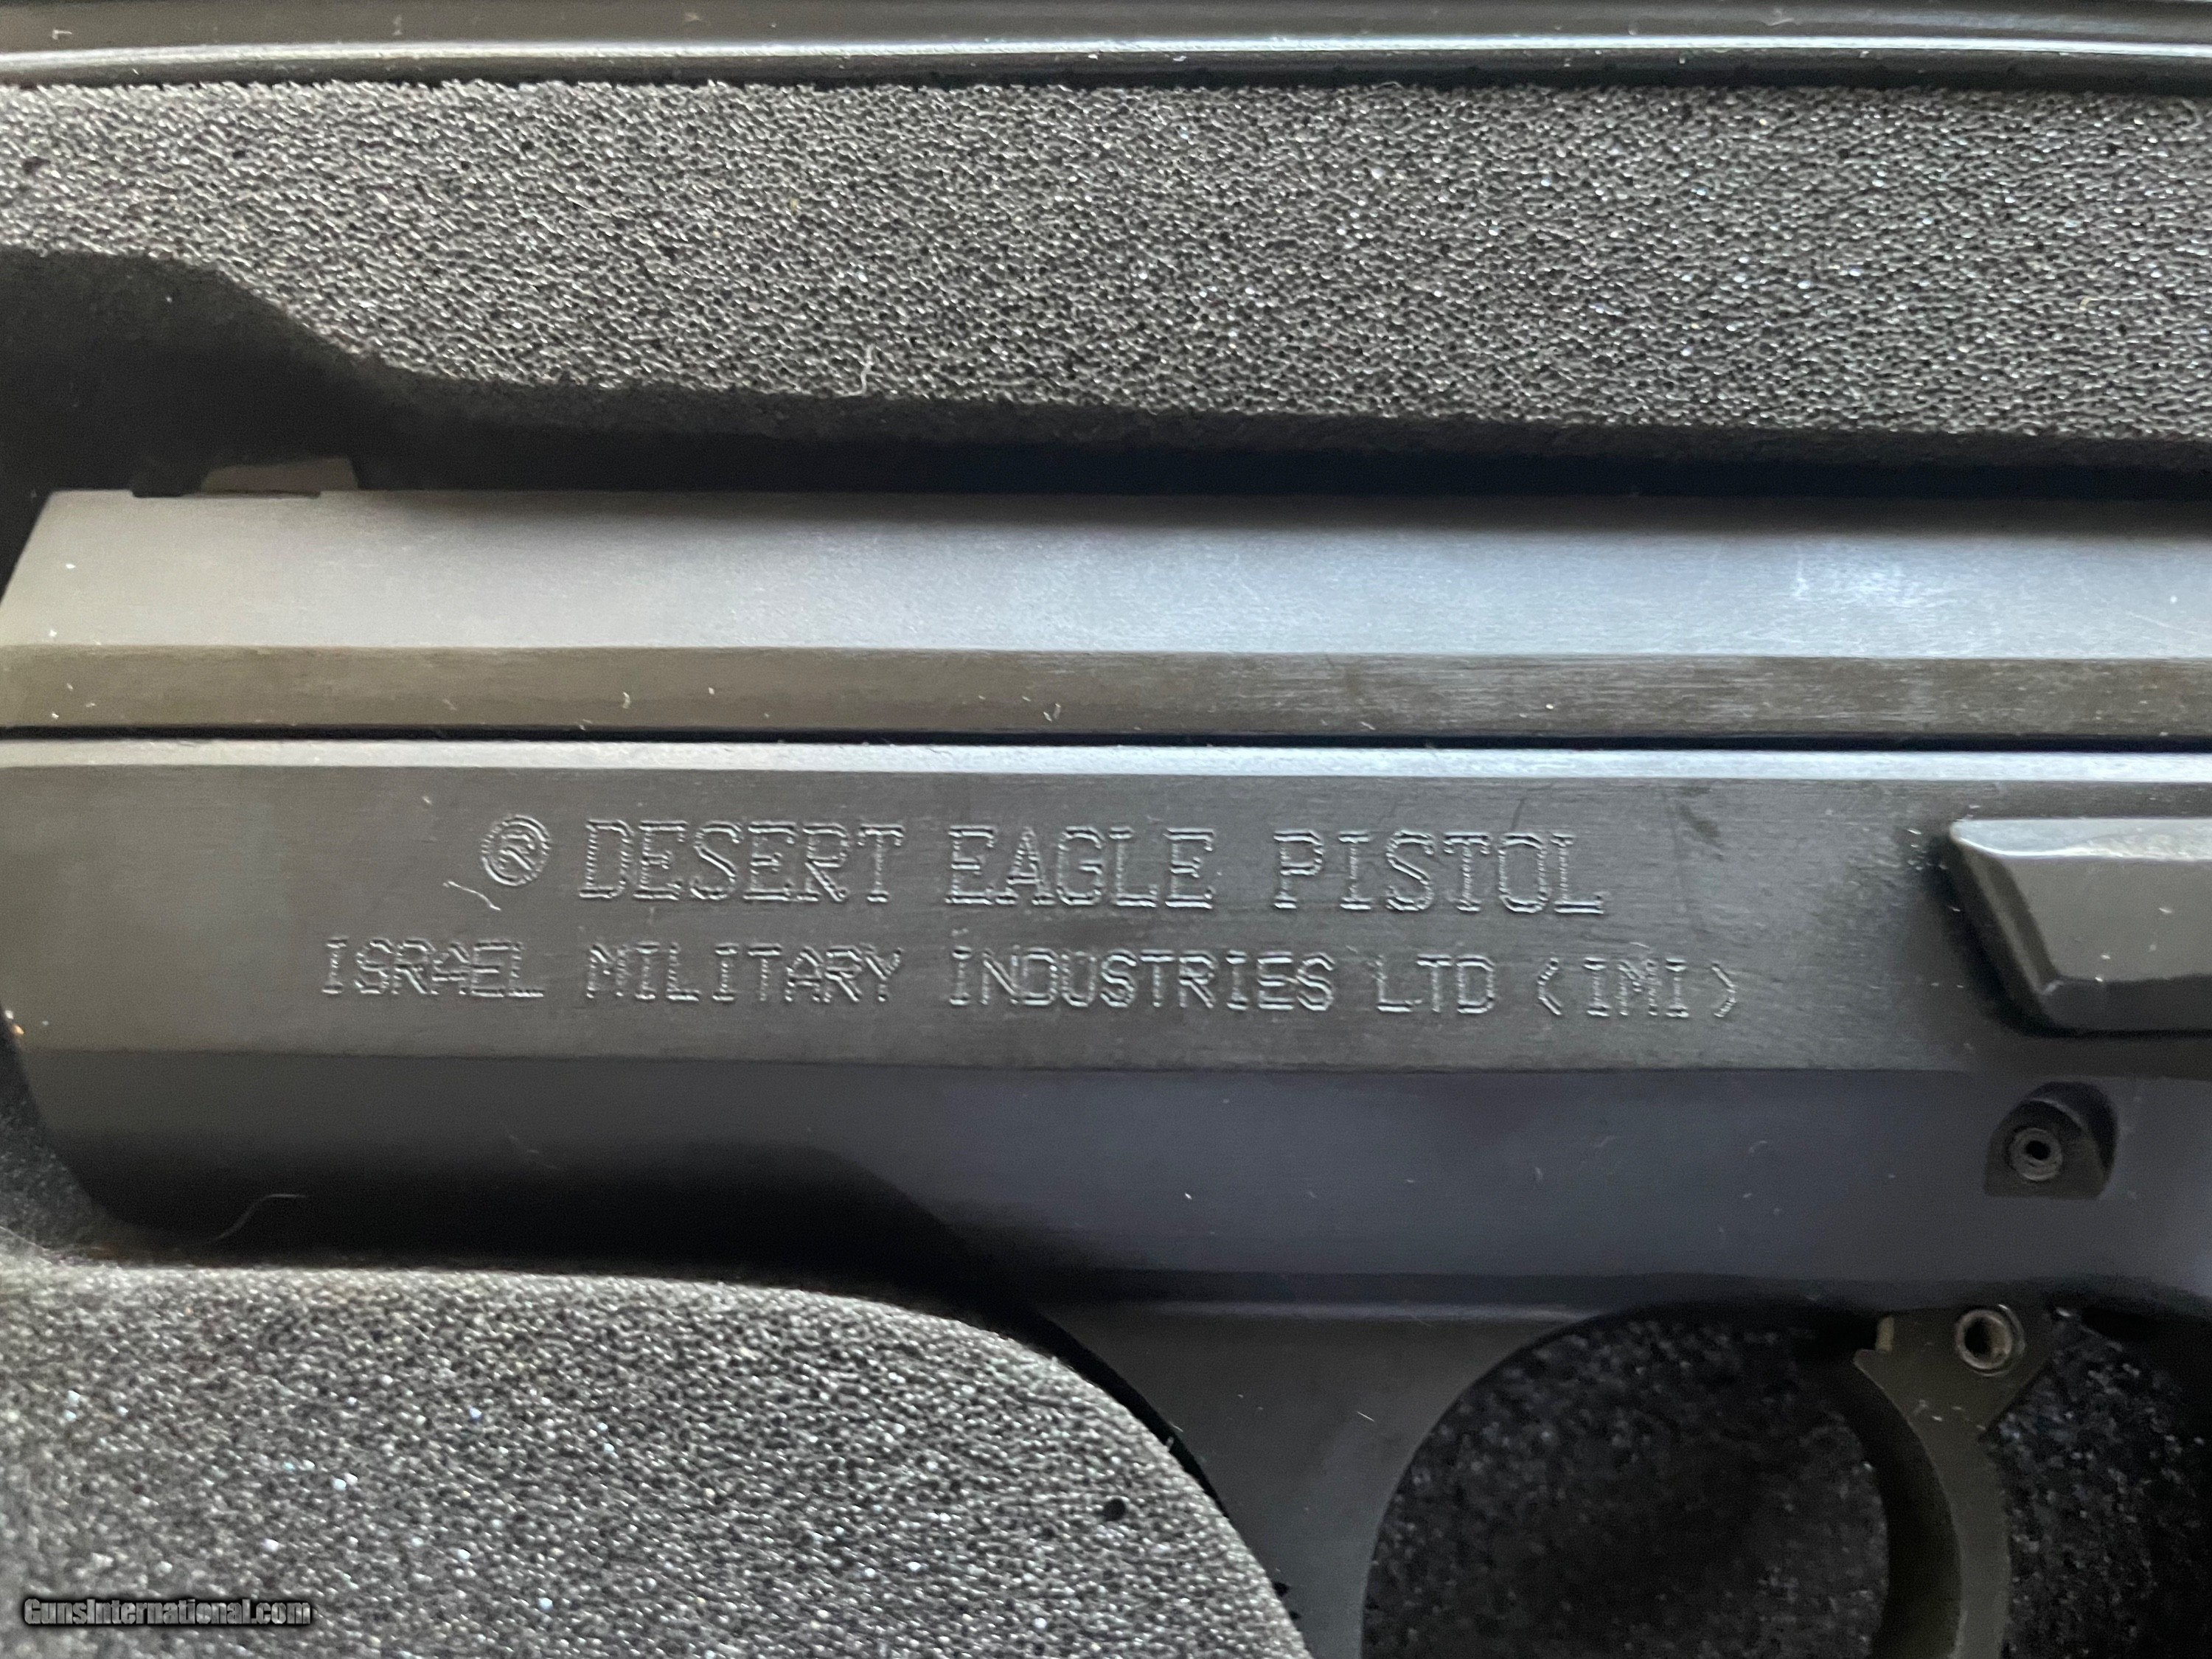 ® DESERT EAGLE PISTOL
ISRAEL MILITARY INDUSTRIES LTD (IMI)
GunsInternational.com